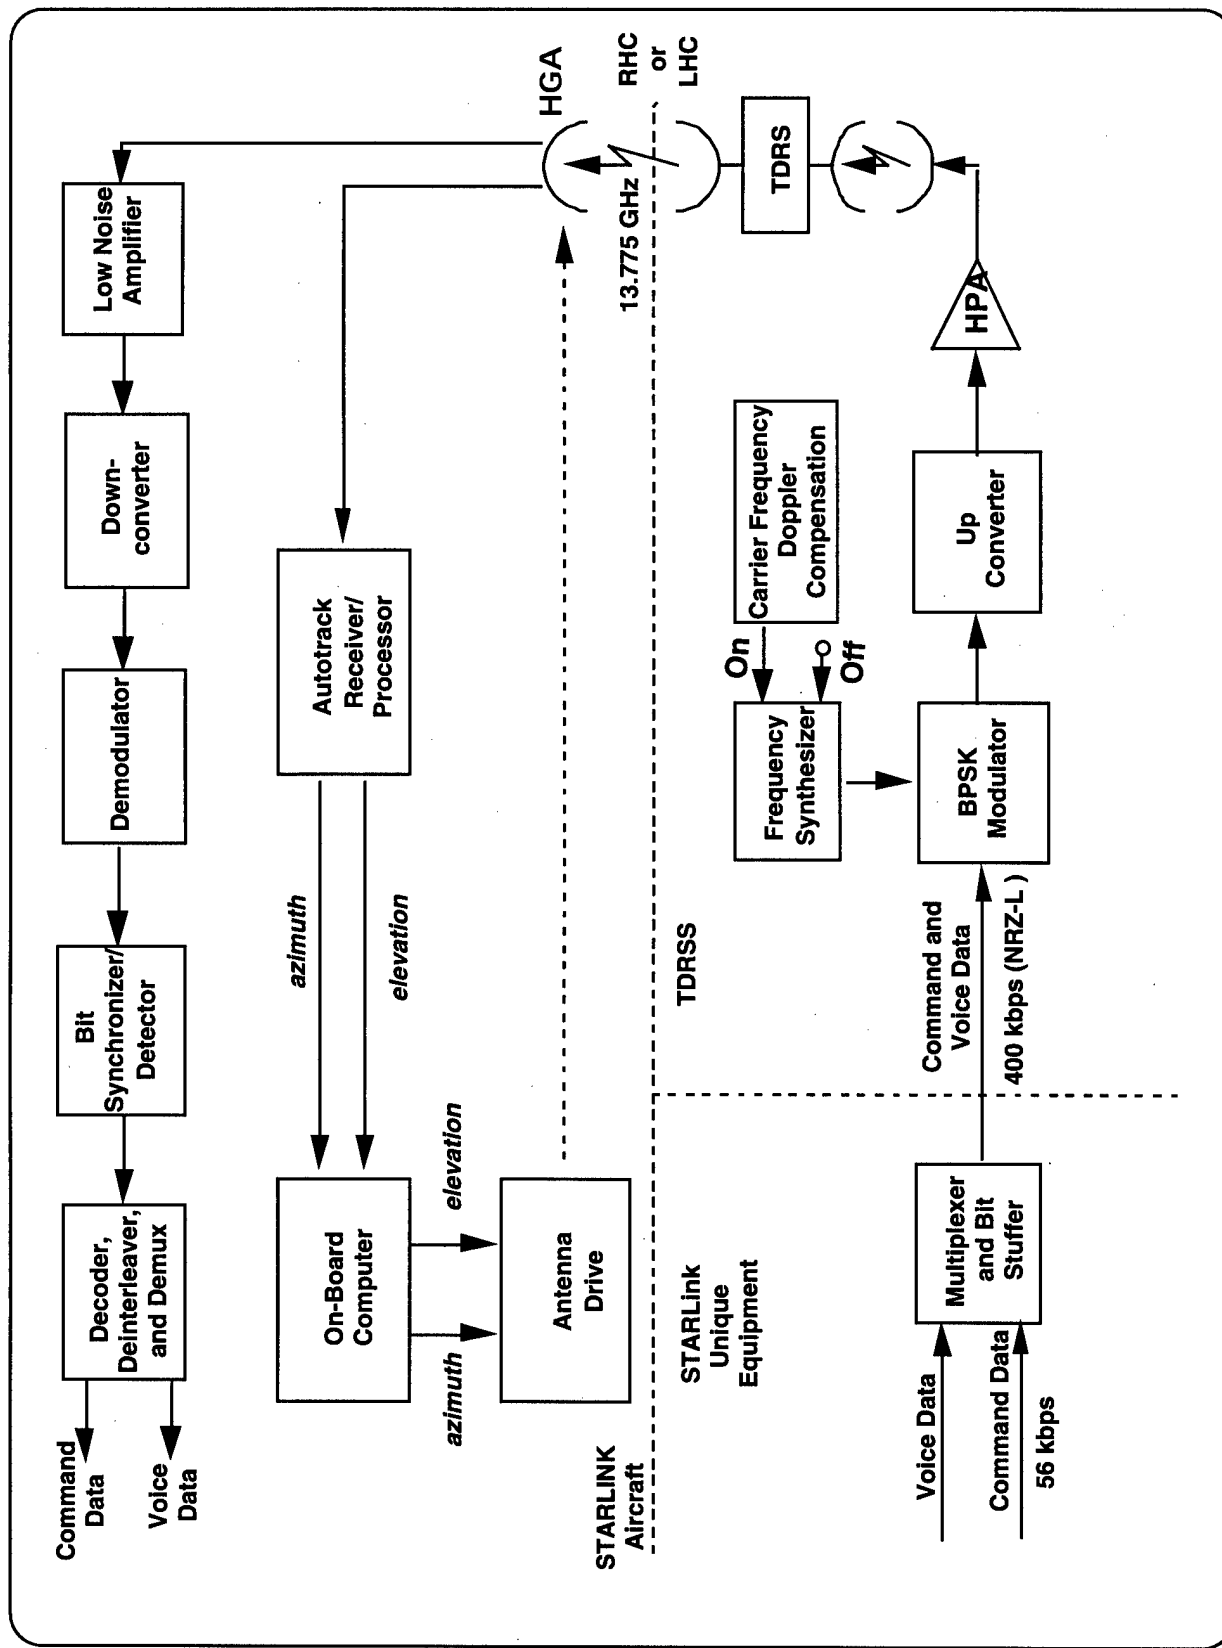 Command
Data
Voice
Data
Decoder,
Deinterleaver,
and Demux
Bit
Synchronizer/
Detector
Demodulator
Down-
converter
Low Noise
Amplifier
On-Board
Computer
azimuth
elevation
Autotrack
Receiver/
Processor
azimuth
elevation
Antenna
Drive
HGA
STARLINK
Aircraft
13.775 GHz
RHC
or
LHC
STARLink
Unique
Equipment
TDRSS
TDRS
Frequency
Synthesizer
On
Off
Carrier Frequency
Doppler
Compensation
Voice Data
Command Data
56 kbps
Multiplexer
and Bit
Stuffer
Command and
Voice Data
400 kbps (NRZ-L )
BPSK
Modulator
Up
Converter
HPA